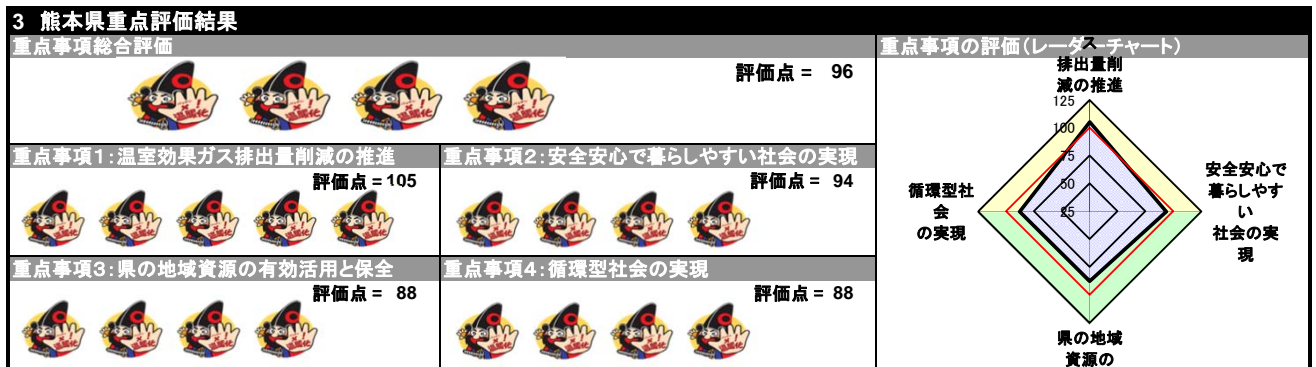 3 熊本県重点評価結果
重点事項総合評価
評価点 = 96
重点事項1:温室効果ガス排出量削減の推進
評価点 =105
重点事項2:安全安心で暮らしやすい社会の実現
評価点 = 94
重点事項3:県の地域資源の有効活用と保全
評価点 = 88
重点事項4:循環型社会の実現
評価点 = 88
重点事項の評価(レーダーチャート)
ス
排出量削
減の推進
125
100
75
50
25
安全安心で
暮らしやす
い
社会の実
現
県の地域
資源の
循環型社
会
の実現